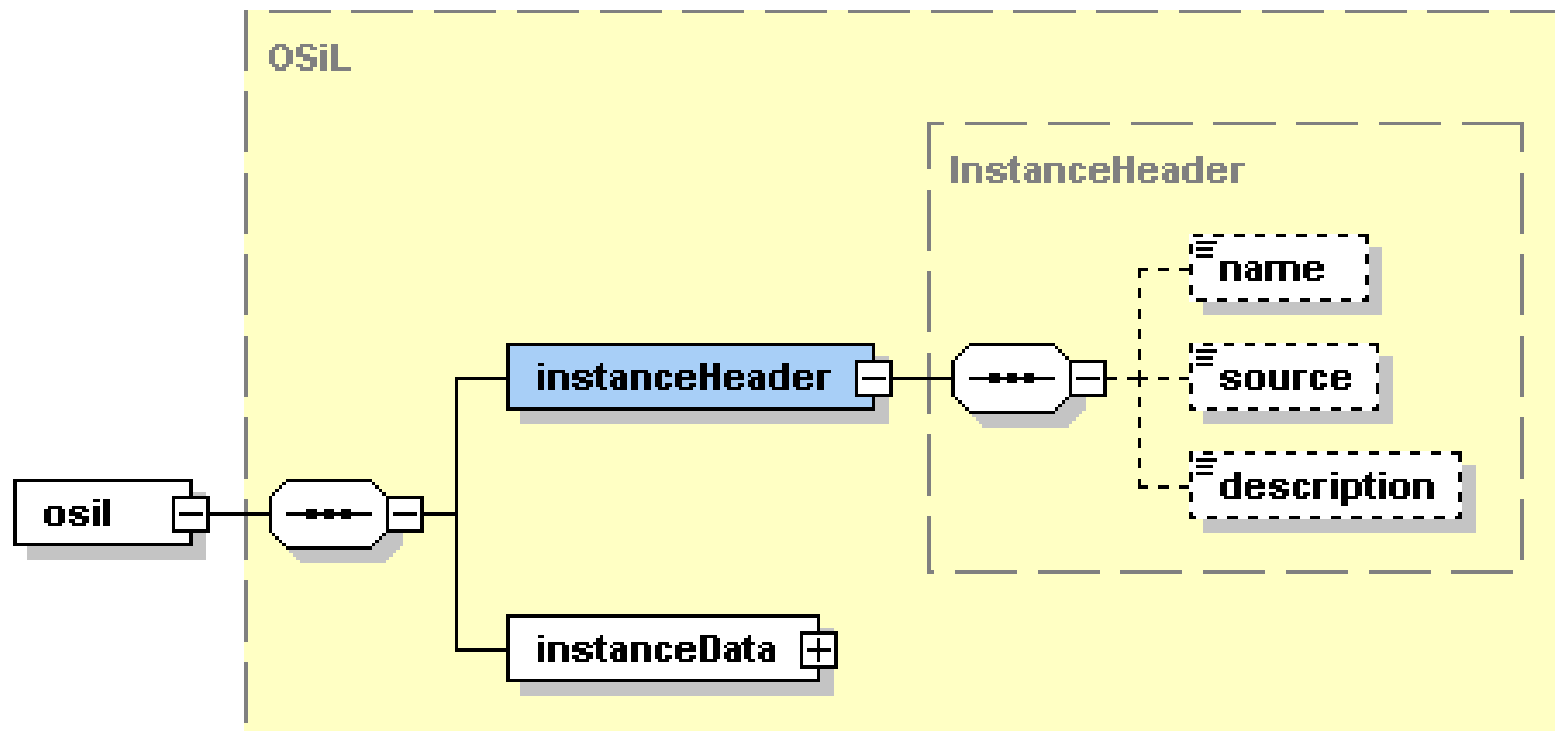 OSiL
InstanceHeader
name
instanceHeader
source
description
osil
instanceData